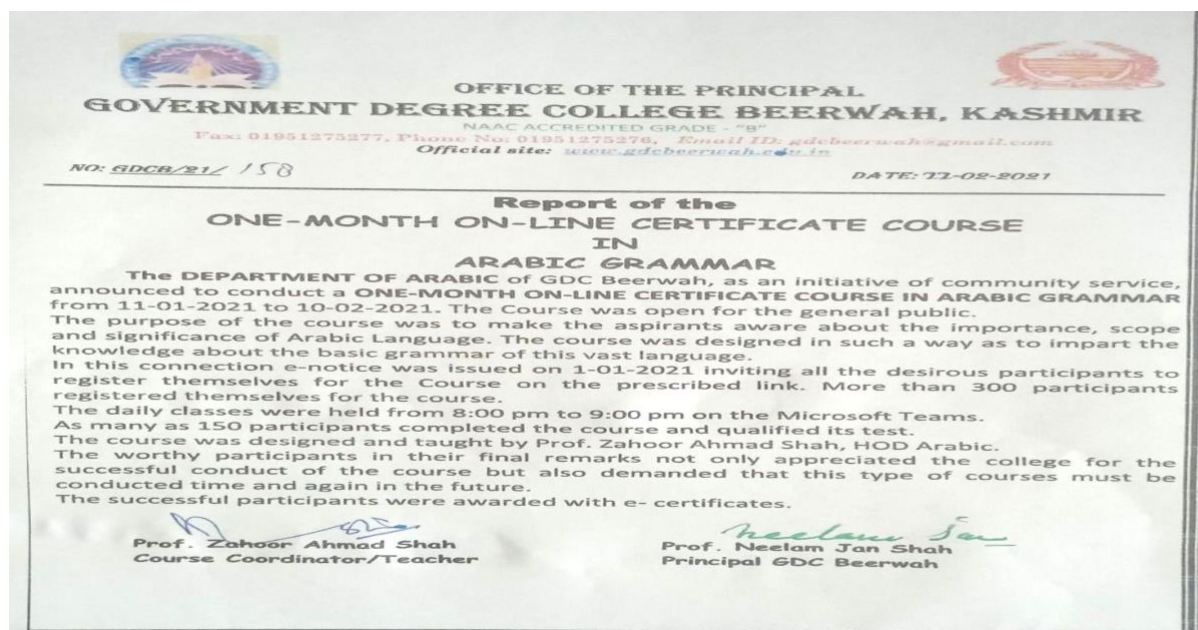 OFFICE OF THE PRINCIPAL
GOVERNMENT DEGREE COLLEGE BEERWAH, KASHMIR
NAAC ACCREDITED GRADE - "B"
Fax: 01951275277, Phone No: 01951275276, Email ID: gdcbeerwah@gmail.com
Official site: www.gdcbeerwah.edu.in
NO: GDCB/21/ 158
DATE: 22-02-2021
Report of the
ONE-MONTH ON-LINE CERTIFICATE COURSE
IN
ARABIC GRAMMAR
The DEPARTMENT OF ARABIC of GDC Beerwah, as an initiative of community service,
announced to conduct a ONE-MONTH ON-LINE CERTIFICATE COURSE IN ARABIC GRAMMAR
from 11-01-2021 to 10-02-2021. The Course was open for the general public.
The purpose of the course was to make the aspirants aware about the importance, scope
and significance of Arabic Language. The course was designed in such a way as to impart the
knowledge about the basic grammar of this vast language.
In this connection e-notice was issued on 1-01-2021 inviting all the desirous participants to
register themselves for the Course on the prescribed link. More than 300 participants
registered themselves for the course.
The daily classes were held from 8:00 pm to 9:00 pm on the Microsoft Teams.
As many as 150 participants completed the course and qualified its test.
The course was designed and taught by Prof. Zahoor Ahmad Shah, HOD Arabic.
The worthy participants in their final remarks not only appreciated the college for the
successful conduct of the course but also demanded that this type of courses must be
conducted time and again in the future.
The successful participants were awarded with e- certificates.
Neelam Jan
Prof. Zahoor Ahmad Shah
Course Coordinator/Teacher
Prof. Neelam Jan Shah
Principal GDC Beerwah